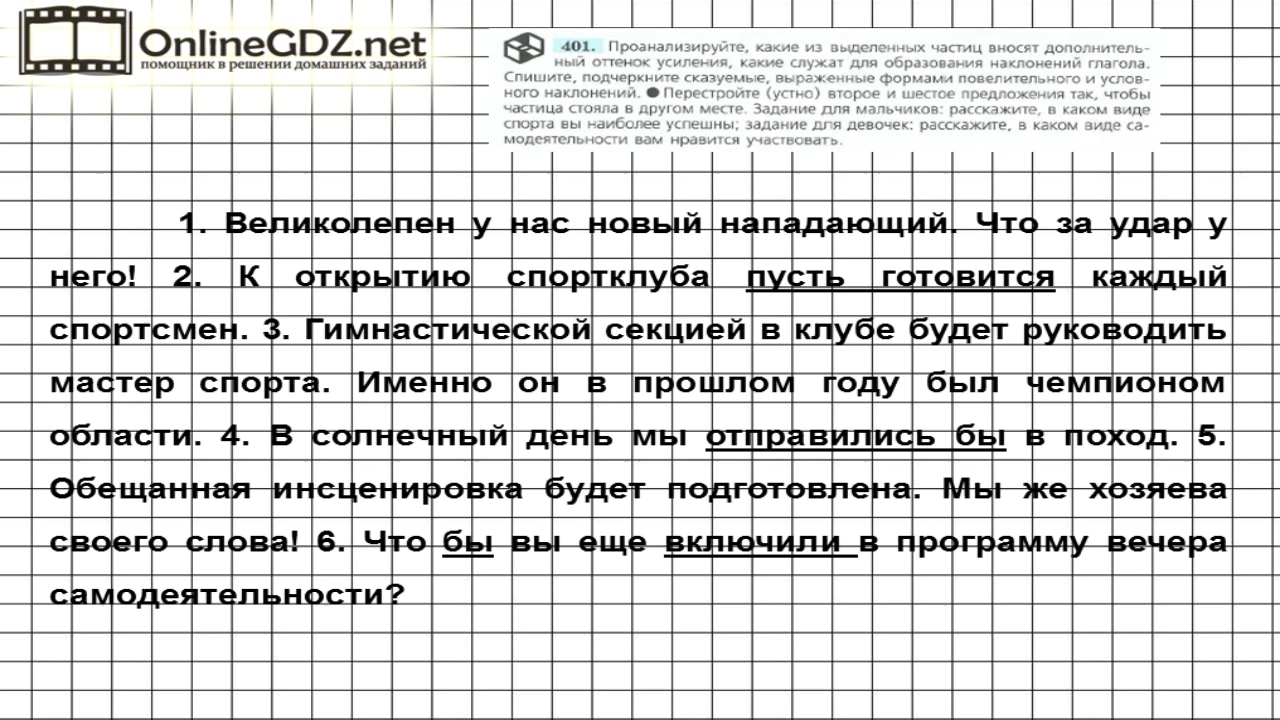 OnlineGDZ.net
помощник в решении домашних заданий
401. Проанализируйте, какие из выделенных частиц вносят дополнитель-
ный оттенок усиления, какие служат для образования наклонений глагола.
Спишите, подчеркните сказуемые, выраженные формами повелительного и услов-
ного наклонений. ● Перестройте (устно) второе и шестое предложения так, чтобы
частица стояла в другом месте. Задание для мальчиков: расскажите, в каком виде
спорта вы наиболее успешны; задание для девочек: расскажите, в каком виде са-
модеятельности вам нравится участвовать.
1. Великолепен у нас новый нападающий. Что за удар у
него! 2. К открытию спортклуба пусть готовится каждый
спортсмен. 3. Гимнастической секцией в клубе будет руководить
мастер спорта. Именно он в прошлом году был чемпионом
области. 4. В солнечный день мы отправились бы в поход. 5.
Обещанная инсценировка будет подготовлена. Мы же хозяева
своего слова! 6. Что бы вы еще включили в программу вечера
самодеятельности?